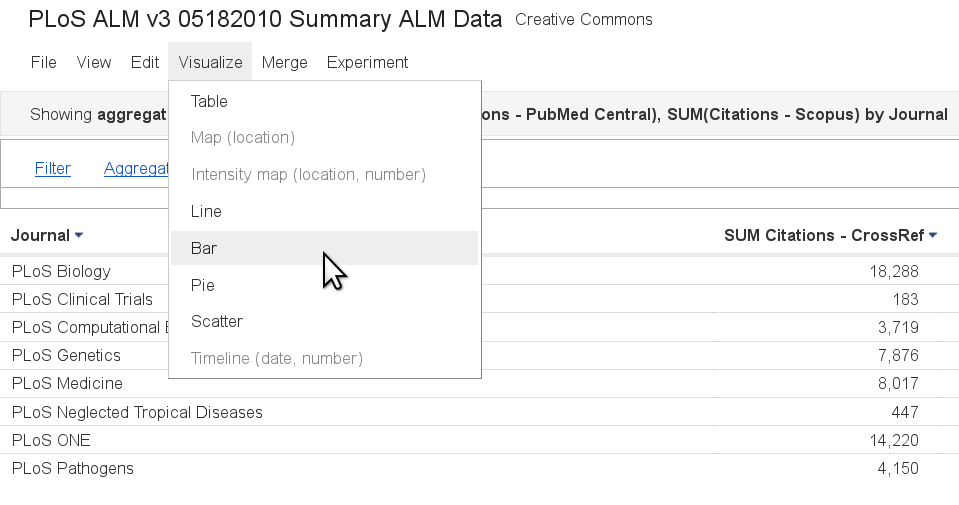 PLoS ALM v3 05182010 Summary ALM Data Creative Commons
File View Edit Visualize Merge Experiment
Table
Showing aggregat ons - PubMed Central), SUM(Citations - Scopus) by Journal
Map (location)
Filter Aggregat
Intensity map (location, number)
Line
Journal SUM Citations - CrossRef
Bar
PLoS Biology 18,288
Pie
PLoS Clinical Trials 183
Scatter
PLoS Computational 3,719
PLoS Genetics 7,876
Timeline (date, number)
PLoS Medicine 8,017
PLoS Neglected Tropical Diseases 447
PLoS ONE 14,220
PLoS Pathogens 4,150